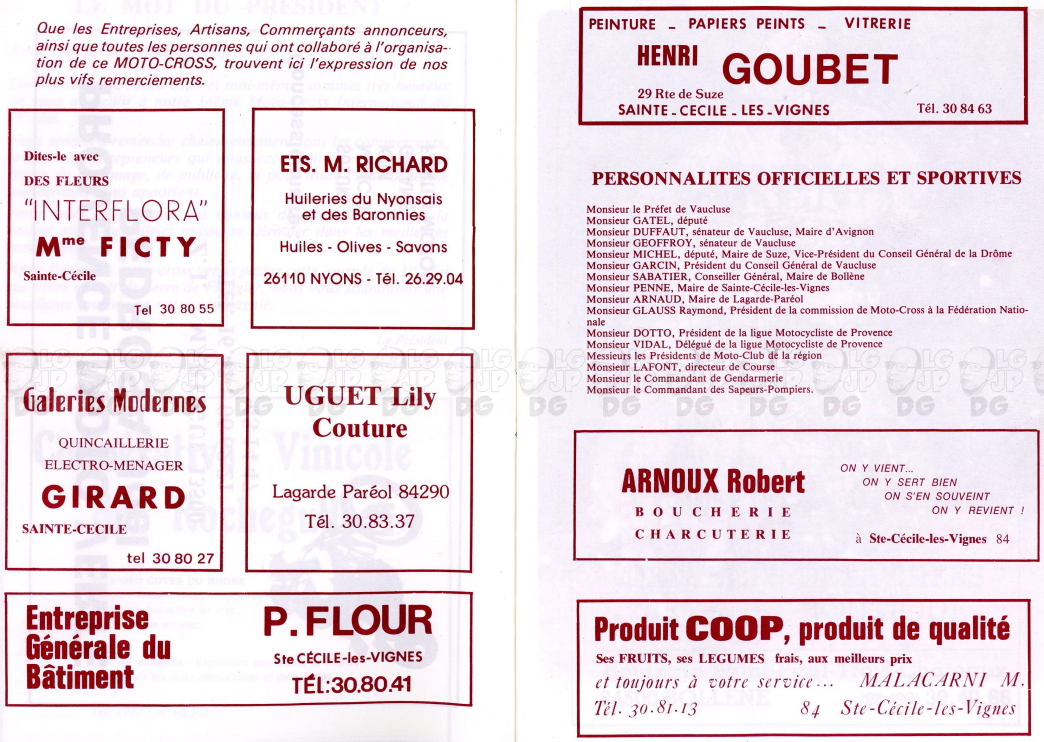 Que les Entreprises, Artisans, Commerçants annonceurs,
ainsi que toutes les personnes qui ont collaboré à l'organisa-
tion de ce MOTO-CROSS, trouvent ici l'expression de nos
plus vifs remerciements.
Dites-le avec
DES FLEURS
"INTERFLORA"
Mme FICTY
Sainte-Cécile
Tel 30 80 55
ETS. M. RICHARD
Huileries du Nyonsais
et des Baronnies
Huiles - Olives - Savons
26110 NYONS - Tél. 26.29.04
Galeries Modernes
QUINCAILLERIE
ELECTRO-MENAGER
GIRARD
SAINTE-CECILE
tel 30 80 27
UGUET Lily
Couture
Lagarde Paréol 84290
Tél. 30.83.37
Entreprise
Générale du
Bâtiment
P. FLOUR
Ste CÉCILE-les-VIGNES
TÉL:30.80.41
PEINTURE _ PAPIERS PEINTS _ VITRERIE
HENRI GOUBET
29 Rte de Suze
SAINTE _ CECILE _ LES _ VIGNES Tél. 30 84 63
PERSONNALITES OFFICIELLES ET SPORTIVES
Monsieur le Préfet de Vaucluse
Monsieur GATEL, député
Monsieur DUFFAUT, sénateur de Vaucluse, Maire d'Avignon
Monsieur GEOFFROY, sénateur de Vaucluse
Monsieur MICHEL, député, Maire de Suze, Vice-Président du Conseil Général de la Drôme
Monsieur GARCIN, Président du Conseil Général de Vaucluse
Monsieur SABATIER, Conseiller Général, Maire de Bollène
Monsieur PENNE, Maire de Sainte-Cécile-les-Vignes
Monsieur ARNAUD, Maire de Lagarde-Paréol
Monsieur GLAUSS Raymond, Président de la commission de Moto-Cross à la Fédération Natio-
nale
Monsieur DOTTO, Président de la ligue Motocycliste de Provence
Monsieur VIDAL, Délégué de la ligue Motocycliste de Provence
Messieurs les Présidents de Moto-Club de la région
Monsieur LAFONT, directeur de Course
Monsieur le Commandant de Gendarmerie
Monsieur le Commandant des Sapeurs-Pompiers.
ARNOUX Robert
BOUCHERIE
CHARCUTERIE
ON Y VIENT...
ON Y SERT BIEN
ON S'EN SOUVEINT
ON Y REVIENT !
à Ste-Cécile-les-Vignes 84
Produit COOP, produit de qualité
Ses FRUITS, ses LEGUMES frais, aux meilleurs prix
et toujours à votre service... MALACARNI M.
Tél. 30.81.13 84 Ste-Cécile-les-Vignes